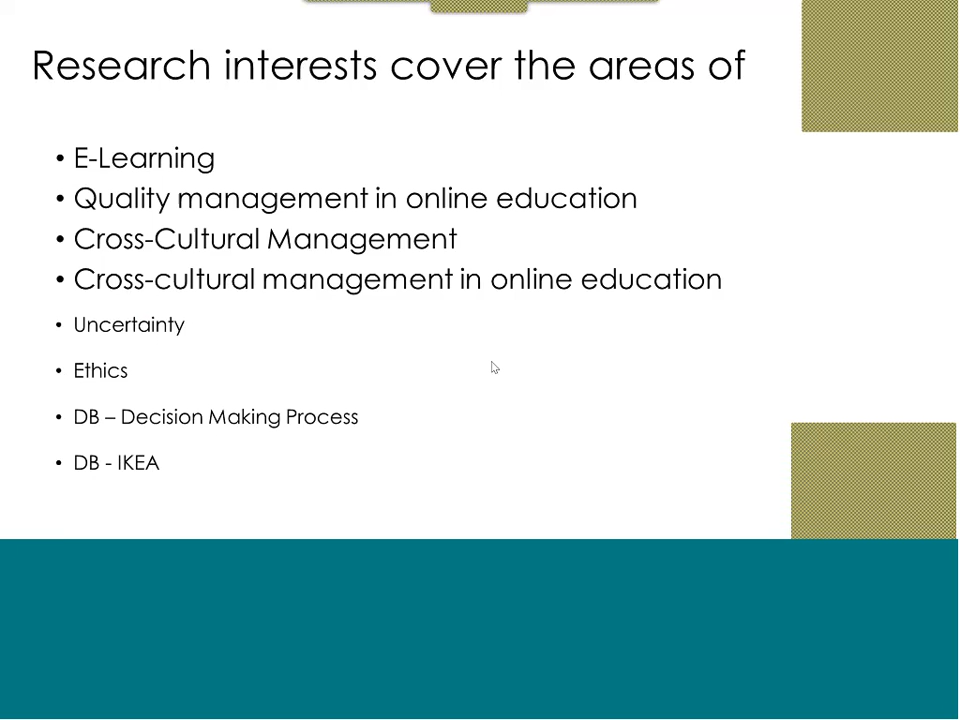 Research interests cover the areas of
• E-Learning
• Quality management in online education
• Cross-Cultural Management
• Cross-cultural management in online education
• Uncertainty
• Ethics
• DB – Decision Making Process
• DB - IKEA